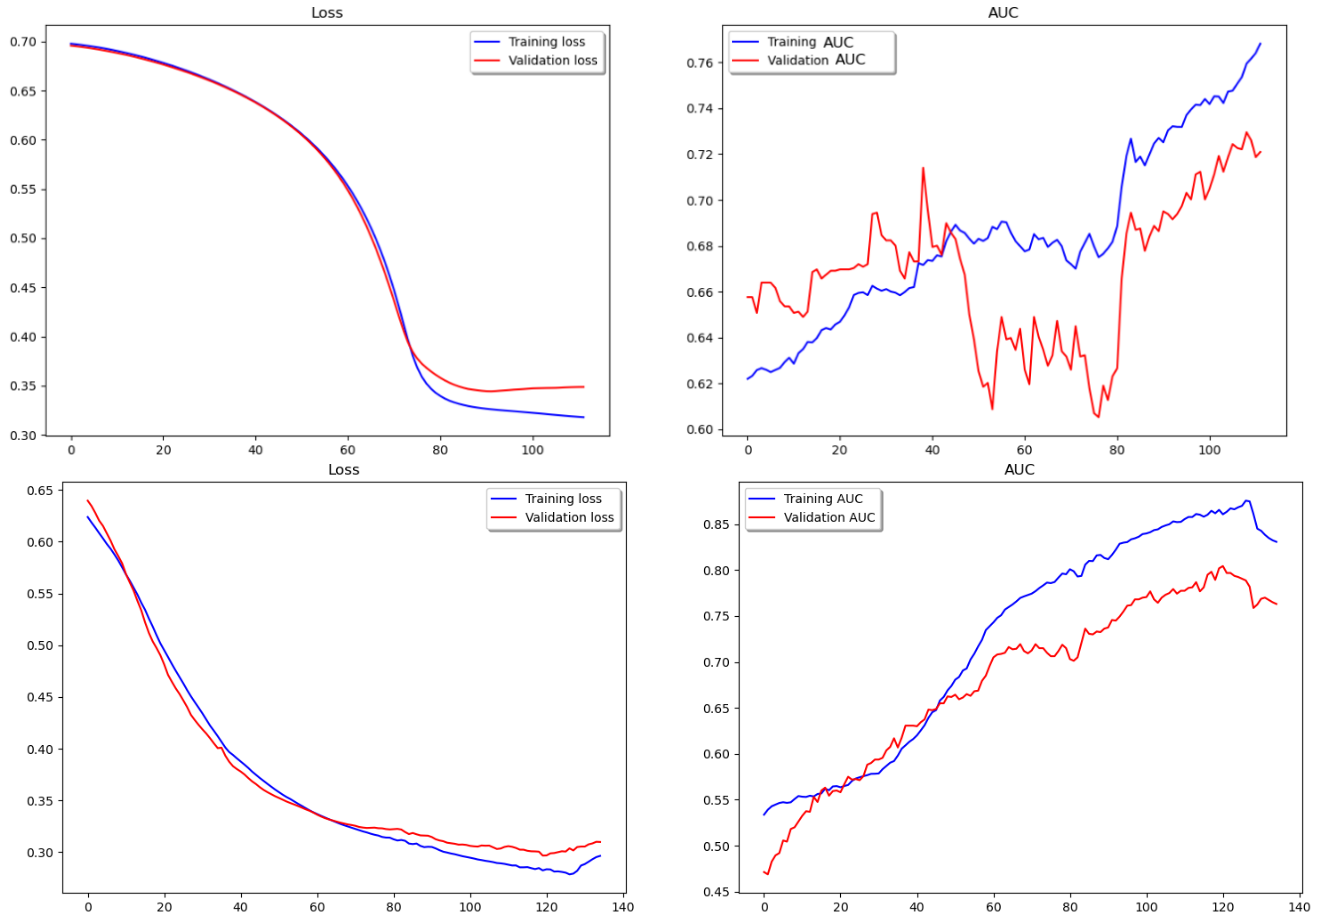 Loss
Training loss
Validation loss
0.70
0.65
0.60
0.55
0.50
0.45
0.40
0.35
0.30
0 20 40 60 80 100
AUC
Training AUC
Validation AUC
0.76
0.74
0.72
0.70
0.68
0.66
0.64
0.62
0.60
0 20 40 60 80 100
Loss
Training loss
Validation loss
0.65
0.60
0.55
0.50
0.45
0.40
0.35
0.30
0 20 40 60 80 100 120 140
AUC
Training AUC
Validation AUC
0.85
0.80
0.75
0.70
0.65
0.60
0.55
0.50
0.45
0 20 40 60 80 100 120 140